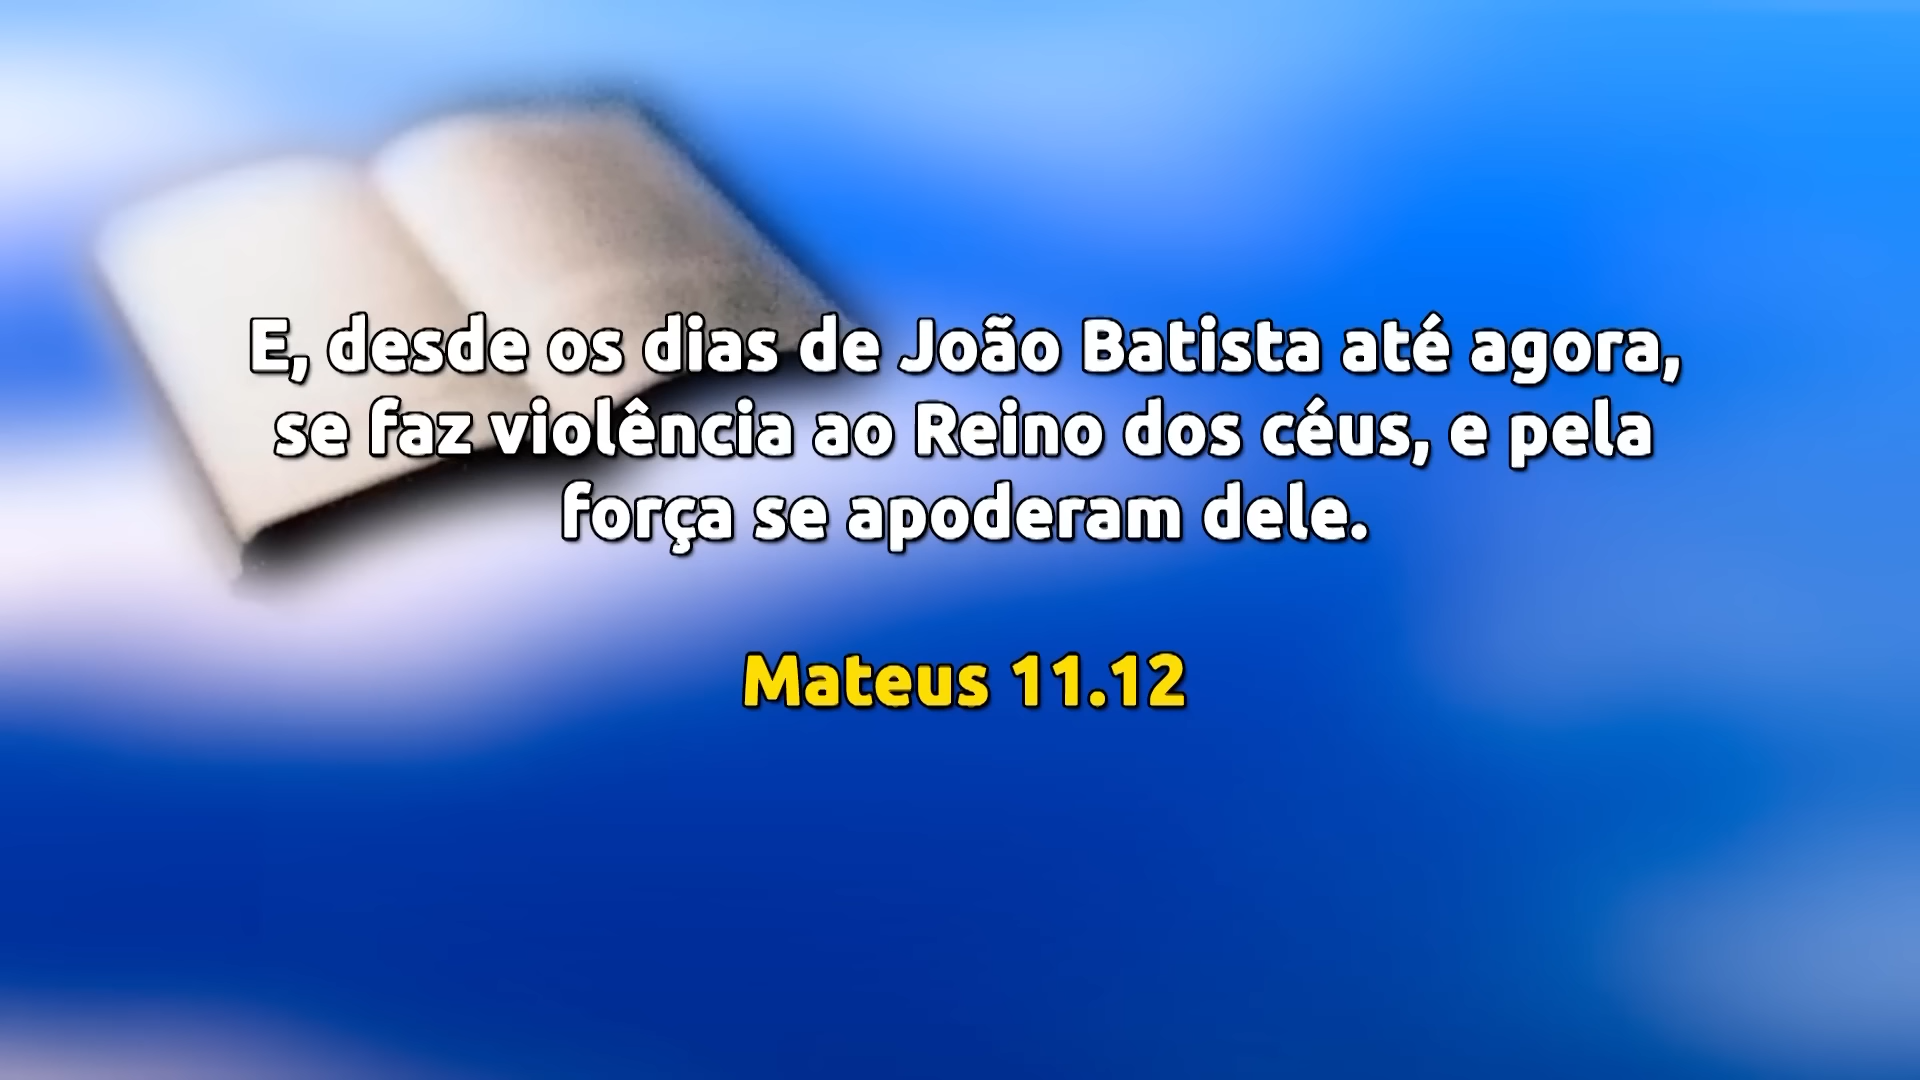 E, desde os dias de João Batista até agora,
se faz violência ao Reino dos céus, e pela
força se apoderam dele.
Mateus 11.12